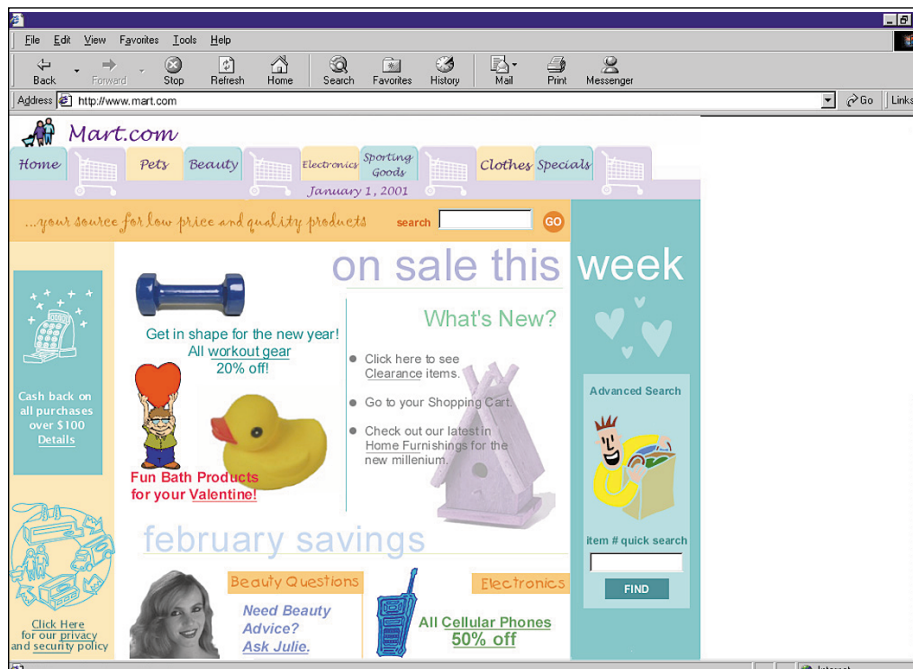 File Edit View Favorites Tools Help
Back Forward Stop Refresh Home Search Favorites History Mail Print Messenger
Address http://www.mart.com Go Links
Mart.com
Home Pets Beauty Electronics Sporting Goods Clothes Specials
January 1, 2001
...your source for low price and quality products search GO
on sale this week
Get in shape for the new year!
All workout gear
20% off!
What's New?
Click here to see
Clearance items.
Go to your Shopping Cart.
Check out our latest in
Home Furnishings for the
new millenium.
Cash back on
all purchases
over $100
Details
Fun Bath Products
for your Valentine!
Advanced Search
item # quick search
FIND
february savings
Beauty Questions
Need Beauty
Advice?
Ask Julie.
Electronics
All Cellular Phones
50% off
Click Here
for our privacy
and security policy